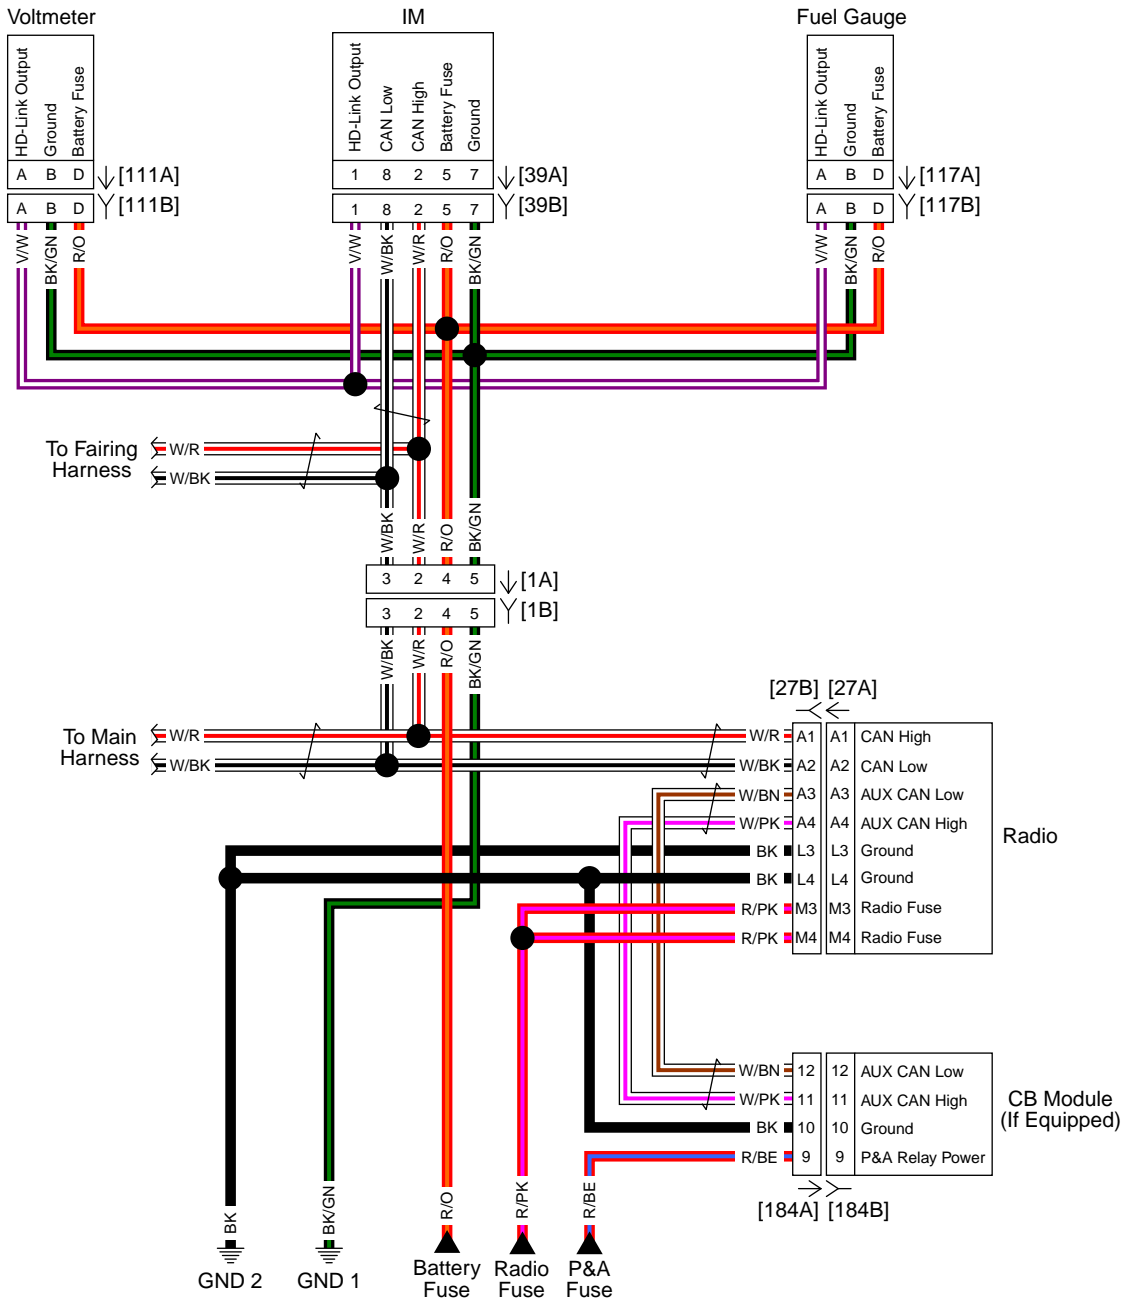 Voltmeter
IM
Fuel Gauge
HD-Link Output
Ground
Battery Fuse
HD-Link Output
CAN Low
CAN High
Battery Fuse
Ground
HD-Link Output
Ground
Battery Fuse
A B D
[111A]
1 8 2 5 7
[39A]
A B D
[117A]
A B D
[111B]
1 8 2 5 7
[39B]
A B D
[117B]
V/W
BK/GN
R/O
V/W
W/BK
W/R
R/O
BK/GN
V/W
BK/GN
R/O
To Fairing
Harness
W/R
W/BK
W/BK
W/R
R/O
BK/GN
3 2 4 5
[1A]
3 2 4 5
[1B]
W/BK
W/R
R/O
BK/GN
[27B] [27A]
To Main
Harness
W/R
W/BK
W/R A1 A1 CAN High
W/BK A2 A2 CAN Low
W/BN A3 A3 AUX CAN Low
W/PK A4 A4 AUX CAN High
BK L3 L3 Ground
BK L4 L4 Ground
R/PK M3 M3 Radio Fuse
R/PK M4 M4 Radio Fuse
Radio
W/BN 12 12 AUX CAN Low
W/PK 11 11 AUX CAN High
BK 10 10 Ground
R/BE 9 9 P&A Relay Power
CB Module
(If Equipped)
[184A] [184B]
BK
BK/GN
R/O
R/PK
R/BE
GND 2
GND 1
Battery
Fuse
Radio
Fuse
P&A
Fuse